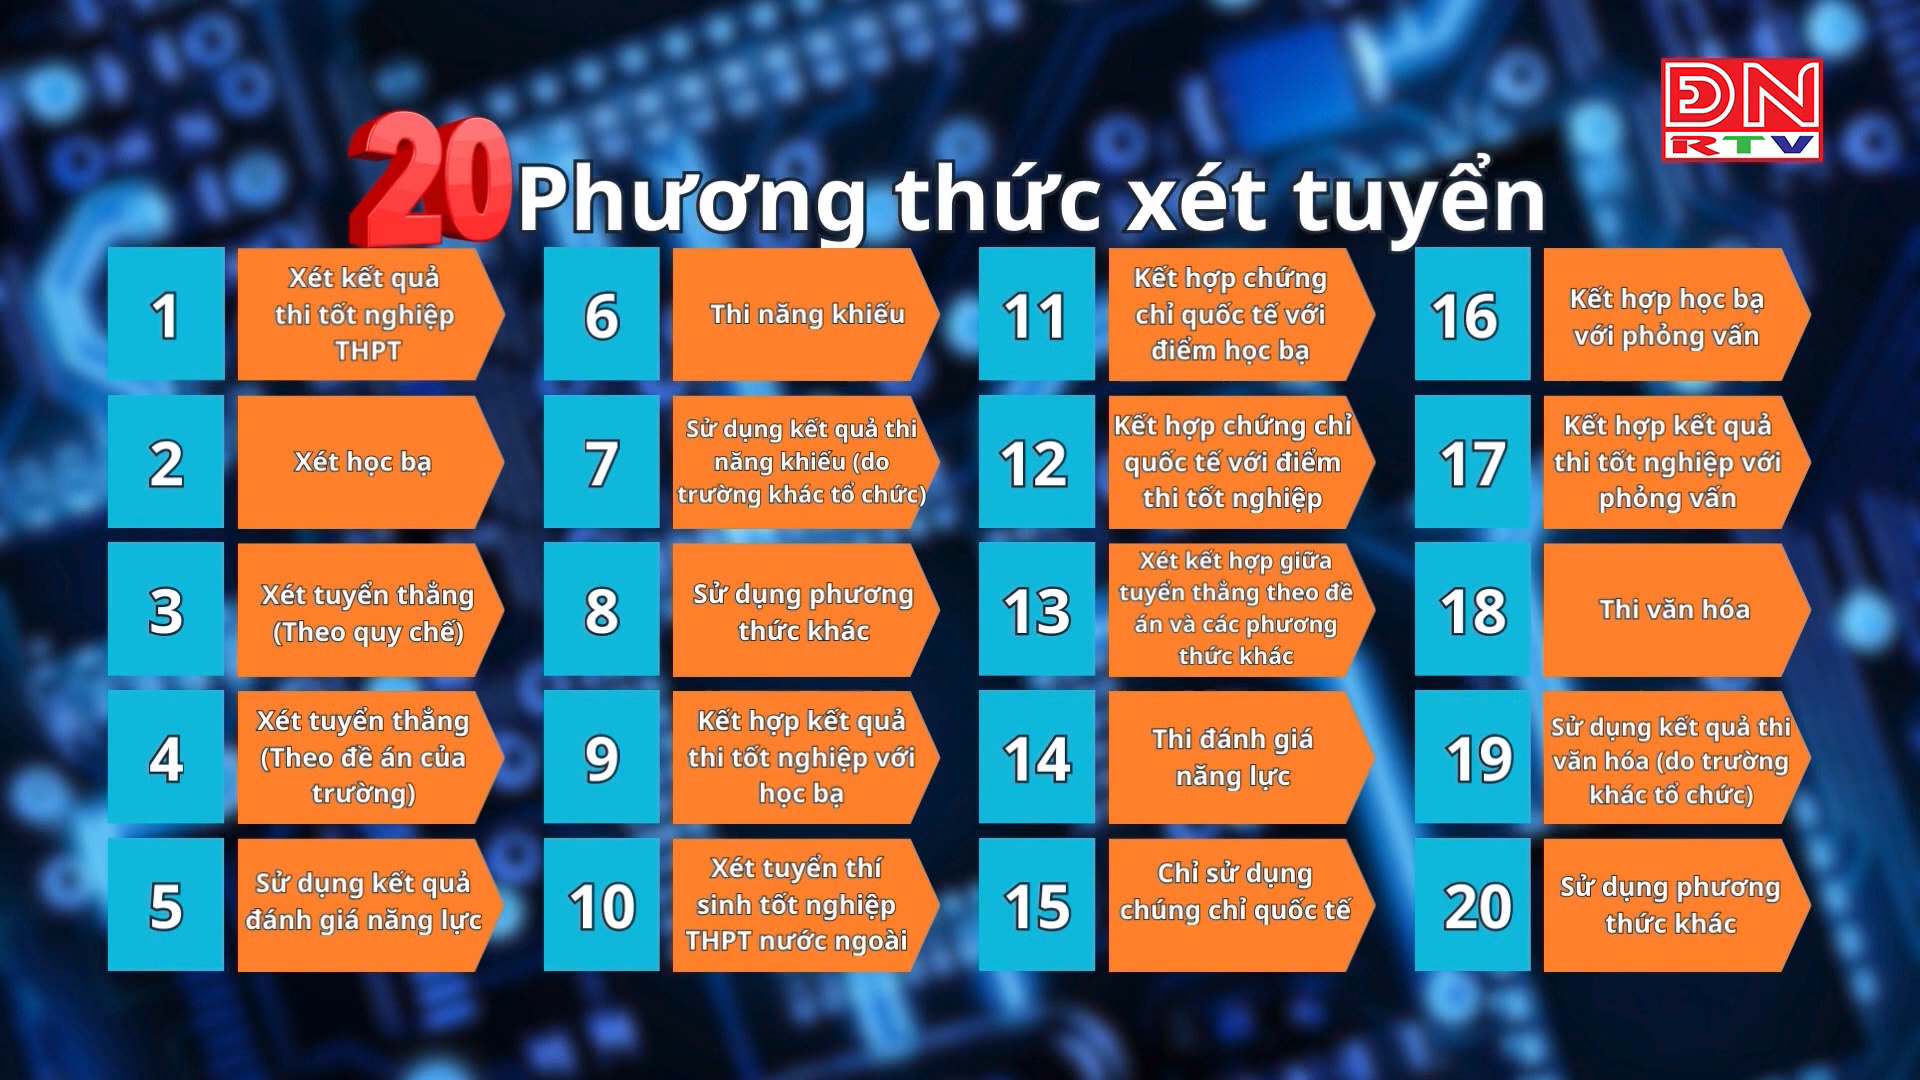 20 Phương thức xét tuyển
ĐN
RTV
1
Xét kết quả
thi tốt nghiệp
THPT
2
Xét học bạ
3
Xét tuyển thẳng
(Theo quy chế)
4
Xét tuyển thẳng
(Theo đề án của
trường)
5
Sử dụng kết quả
đánh giá năng lực
6
Thi năng khiếu
7
Sử dụng kết quả thi
năng khiếu (do
trường khác tổ chức)
8
Sử dụng phương
thức khác
9
Kết hợp kết quả
thi tốt nghiệp với
học bạ
10
Xét tuyển thí
sinh tốt nghiệp
THPT nước ngoài
11
Kết hợp chứng
chỉ quốc tế với
điểm học bạ
12
Kết hợp chứng chỉ
quốc tế với điểm
thi tốt nghiệp
13
Xét kết hợp giữa
tuyển thẳng theo đề
án và các phương
thức khác
14
Thi đánh giá
năng lực
15
Chỉ sử dụng
chúng chỉ quốc tế
16
Kết hợp học bạ
với phỏng vấn
17
Kết hợp kết quả
thi tốt nghiệp với
phỏng vấn
18
Thi văn hóa
19
Sử dụng kết quả thi
văn hóa (do trường
khác tổ chức)
20
Sử dụng phương
thức khác